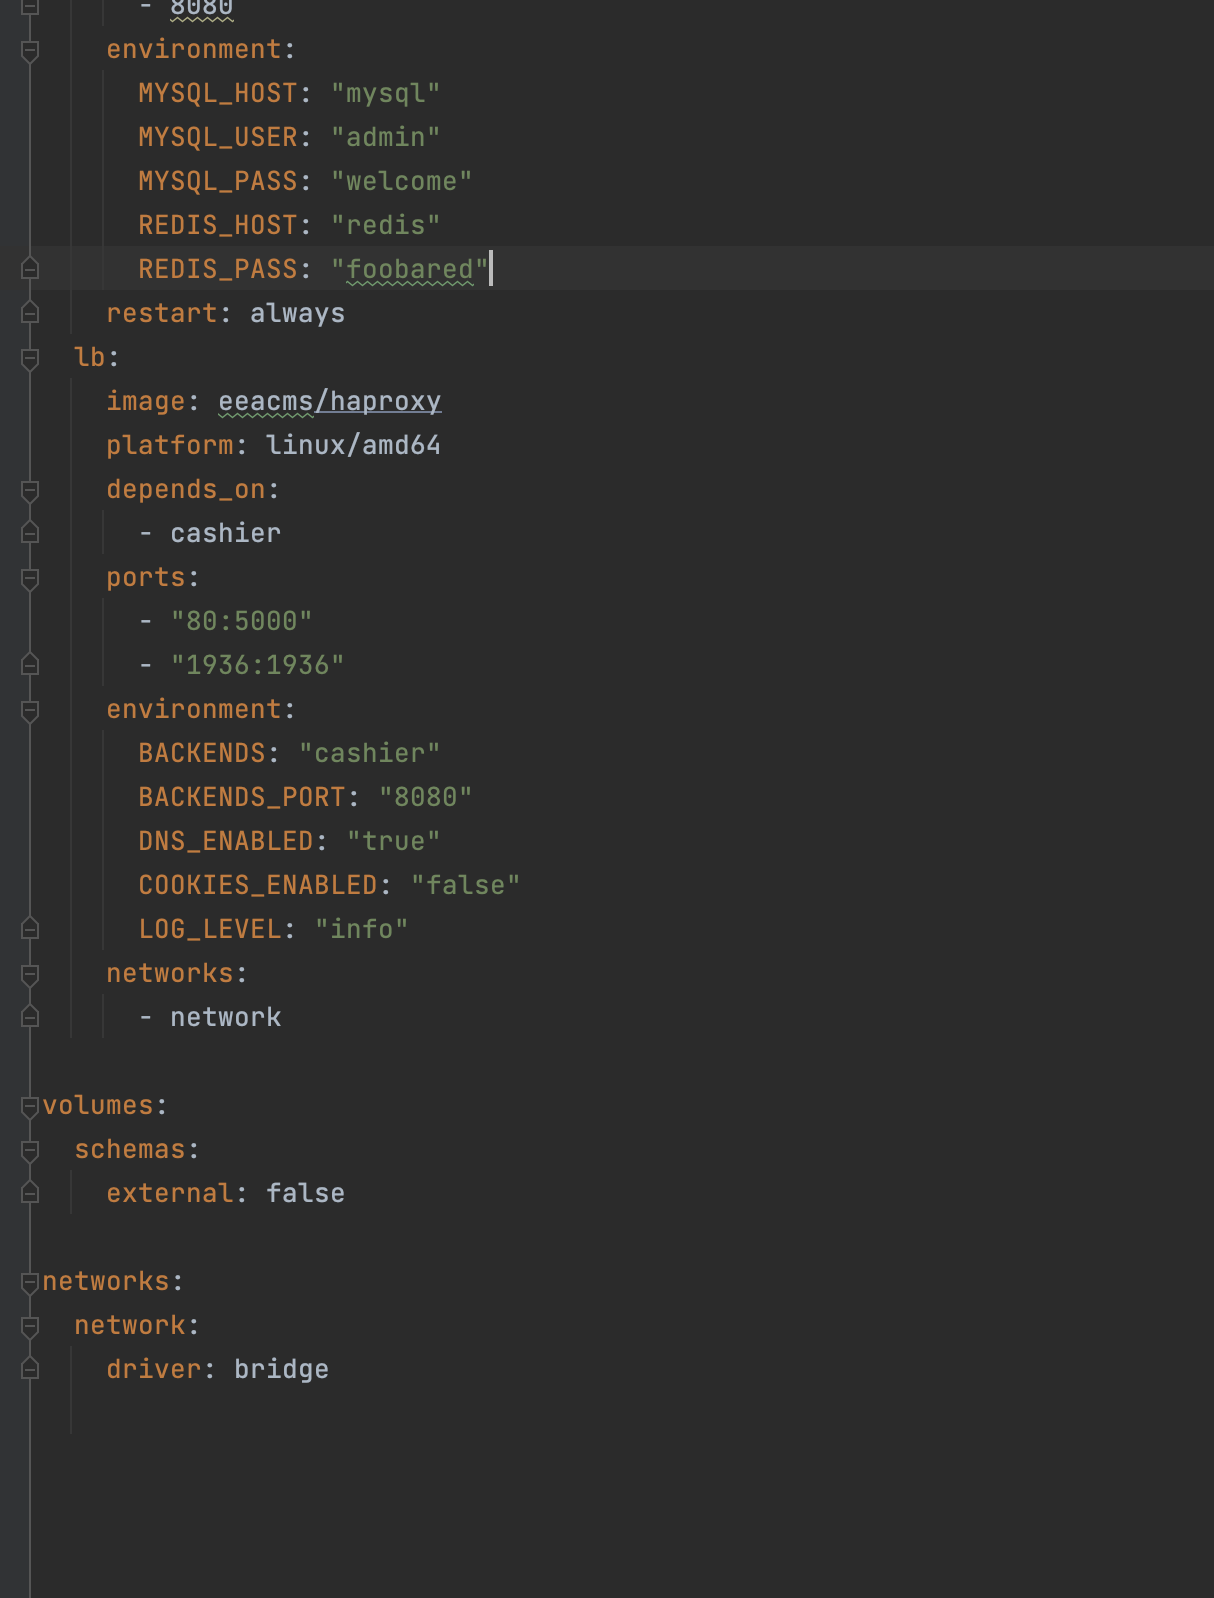 - 8080
environment:
MYSQL_HOST: "mysql"
MYSQL_USER: "admin"
MYSQL_PASS: "welcome"
REDIS_HOST: "redis"
REDIS_PASS: "foobared"
restart: always
lb:
image: eeacms/haproxy
platform: linux/amd64
depends_on:
- cashier
ports:
- "80:5000"
- "1936:1936"
environment:
BACKENDS: "cashier"
BACKENDS_PORT: "8080"
DNS_ENABLED: "true"
COOKIES_ENABLED: "false"
LOG_LEVEL: "info"
networks:
- network
volumes:
schemas:
external: false
networks:
network:
driver: bridge